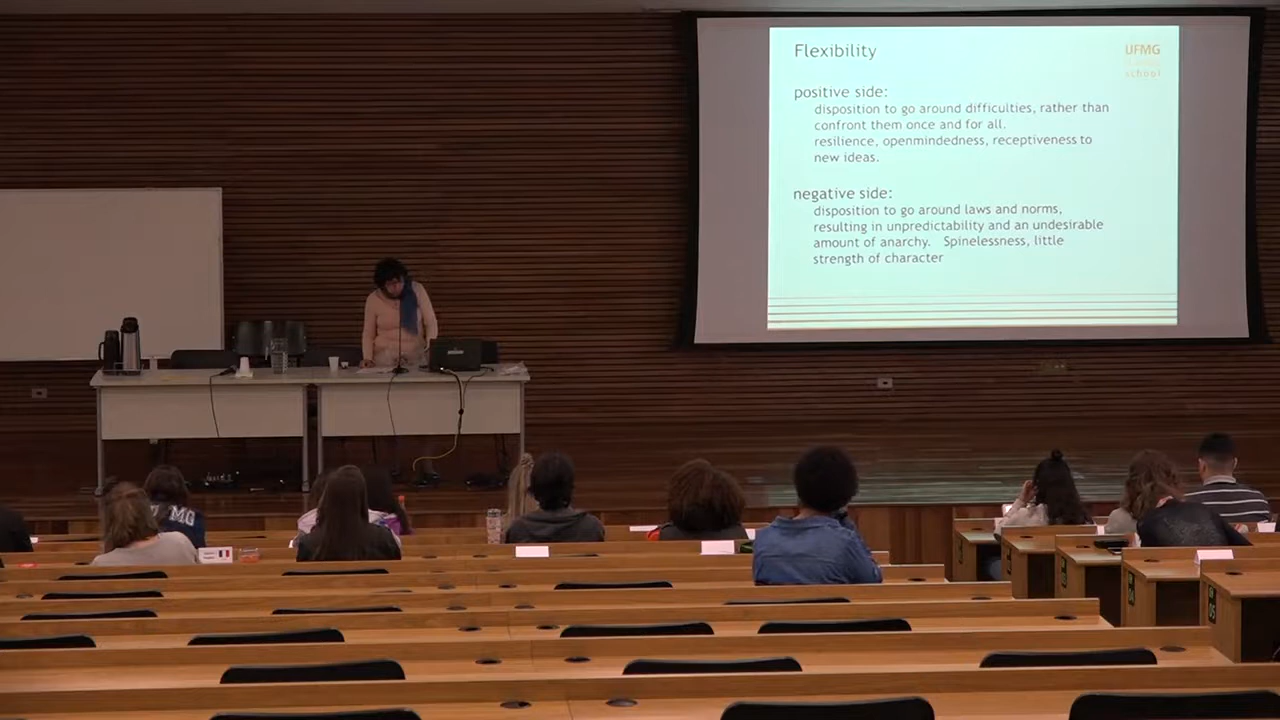 Flexibility
UFMG
school
positive side:
disposition to go around difficulties, rather than
confront them once and for all.
resilience, openmindedness, receptiveness to
new ideas.
negative side:
disposition to go around laws and norms,
resulting in unpredictability and an undesirable
amount of anarchy. Spinelessness, little
strength of character
MG